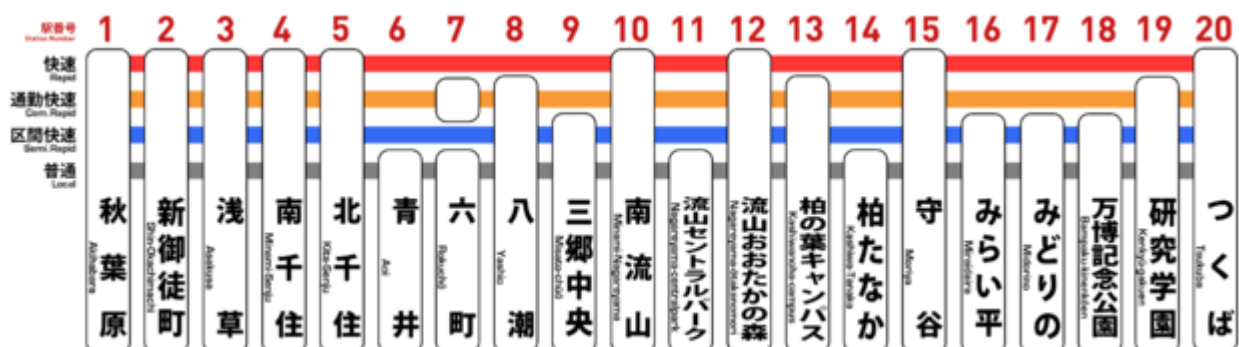 駅番号 1 2 3 4 5 6 7 8 9 10 11 12 13 14 15 16 17 18 19 20
Station Number
快速
Rapid
通勤快速
Com. Rapid
区間快速
Semi. Rapid
普通
Local
秋葉原
Akihabara
新御徒町
Shin-Okachimachi
浅草
Asakusa
南千住
Minami-Senju
北千住
Kita-Senju
青井
Aoi
六町
Rokuchō
八潮
Yashio
三郷中央
Misato-chūō
南流山
Minami-Nagareyama
流山セントラルパーク
Nagareyama-centralpark
流山おおたかの森
Nagareyama-ōtakanomori
柏の葉キャンパス
Kashiwanoha-campus
柏たなか
Kashiwa-Tanaka
守谷
Moriya
みらい平
Miraidaira
みどりの
Midorino
万博記念公園
Bampaku-kinenkōen
研究学園
Kenkyū-gakuen
つくば
Tsukuba